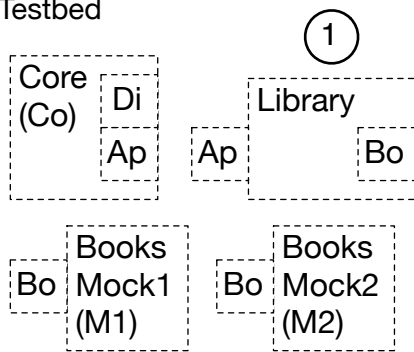 Testbed
1
Core
(Co)
Di
Ap
Ap
Library
Bo
Bo
Books
Mock1
(M1)
Bo
Books
Mock2
(M2)